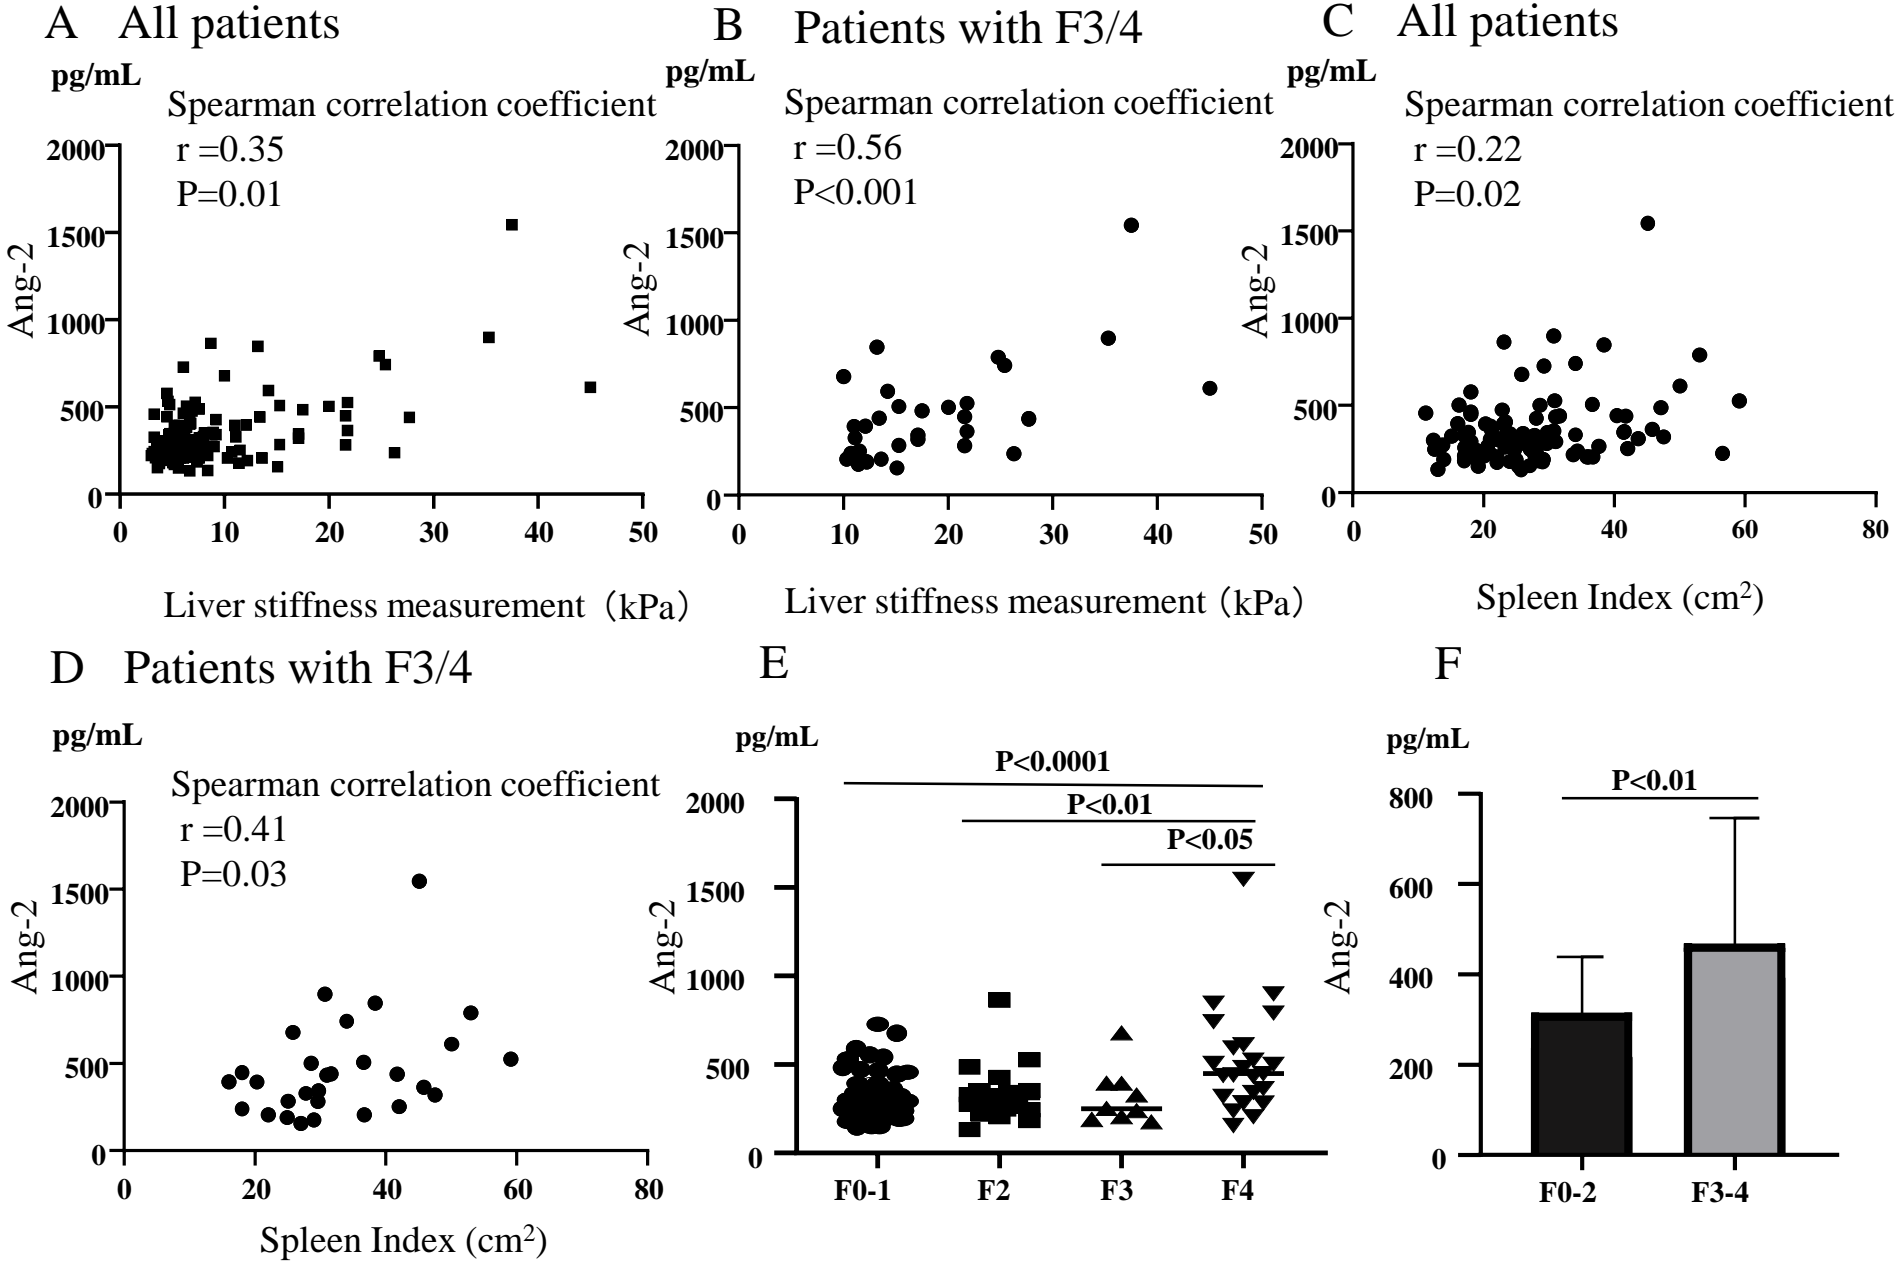 A All patients
pg/mL
Spearman correlation coefficient
r =0.35
P=0.01
2000
1500
1000
500
0
Ang-2
0 10 20 30 40 50
Liver stiffness measurement（kPa）
B Patients with F3/4
pg/mL
Spearman correlation coefficient
r =0.56
P<0.001
2000
1500
1000
500
0
Ang-2
0 10 20 30 40 50
Liver stiffness measurement（kPa）
C All patients
pg/mL
Spearman correlation coefficient
r =0.22
P=0.02
2000
1500
1000
500
0
Ang-2
0 20 40 60 80
Spleen Index (cm²)
D Patients with F3/4
pg/mL
Spearman correlation coefficient
r =0.41
P=0.03
2000
1500
1000
500
0
Ang-2
0 20 40 60 80
Spleen Index (cm²)
E
pg/mL
P<0.0001
P<0.01
P<0.05
2000
1500
1000
500
0
Ang-2
F0-1 F2 F3 F4
F
pg/mL
P<0.01
800
600
400
200
0
Ang-2
F0-2 F3-4